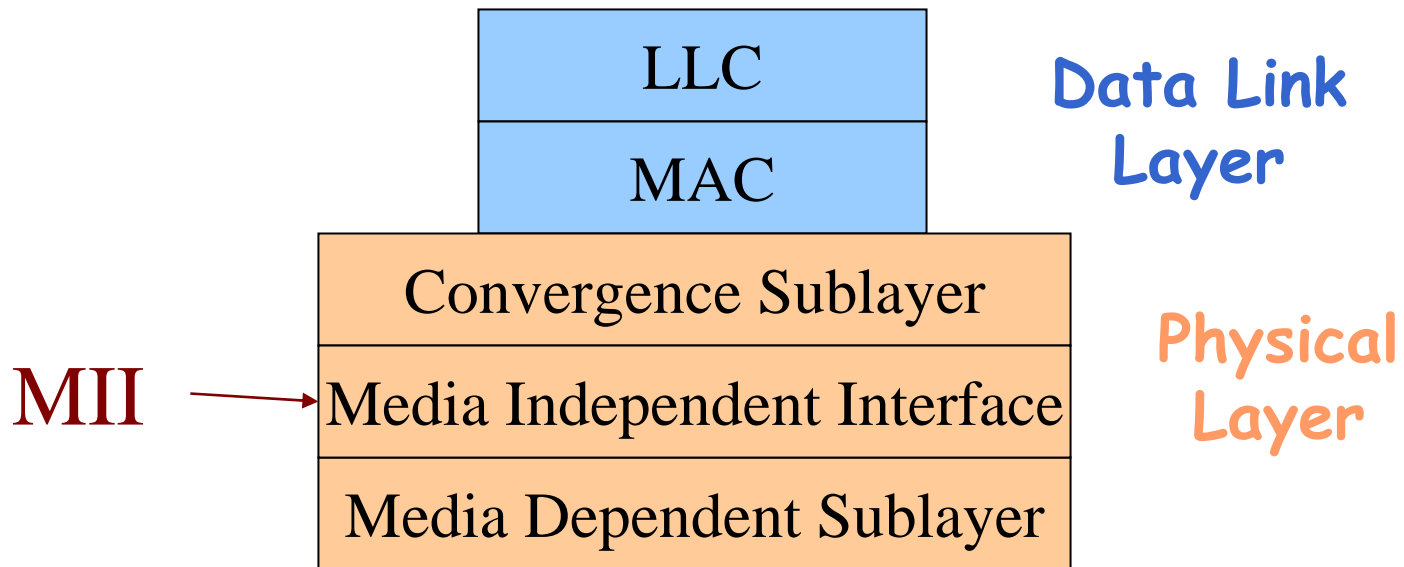 LLC
Data Link
Layer
MAC
Convergence Sublayer
Physical
Layer
MII
Media Independent Interface
Media Dependent Sublayer